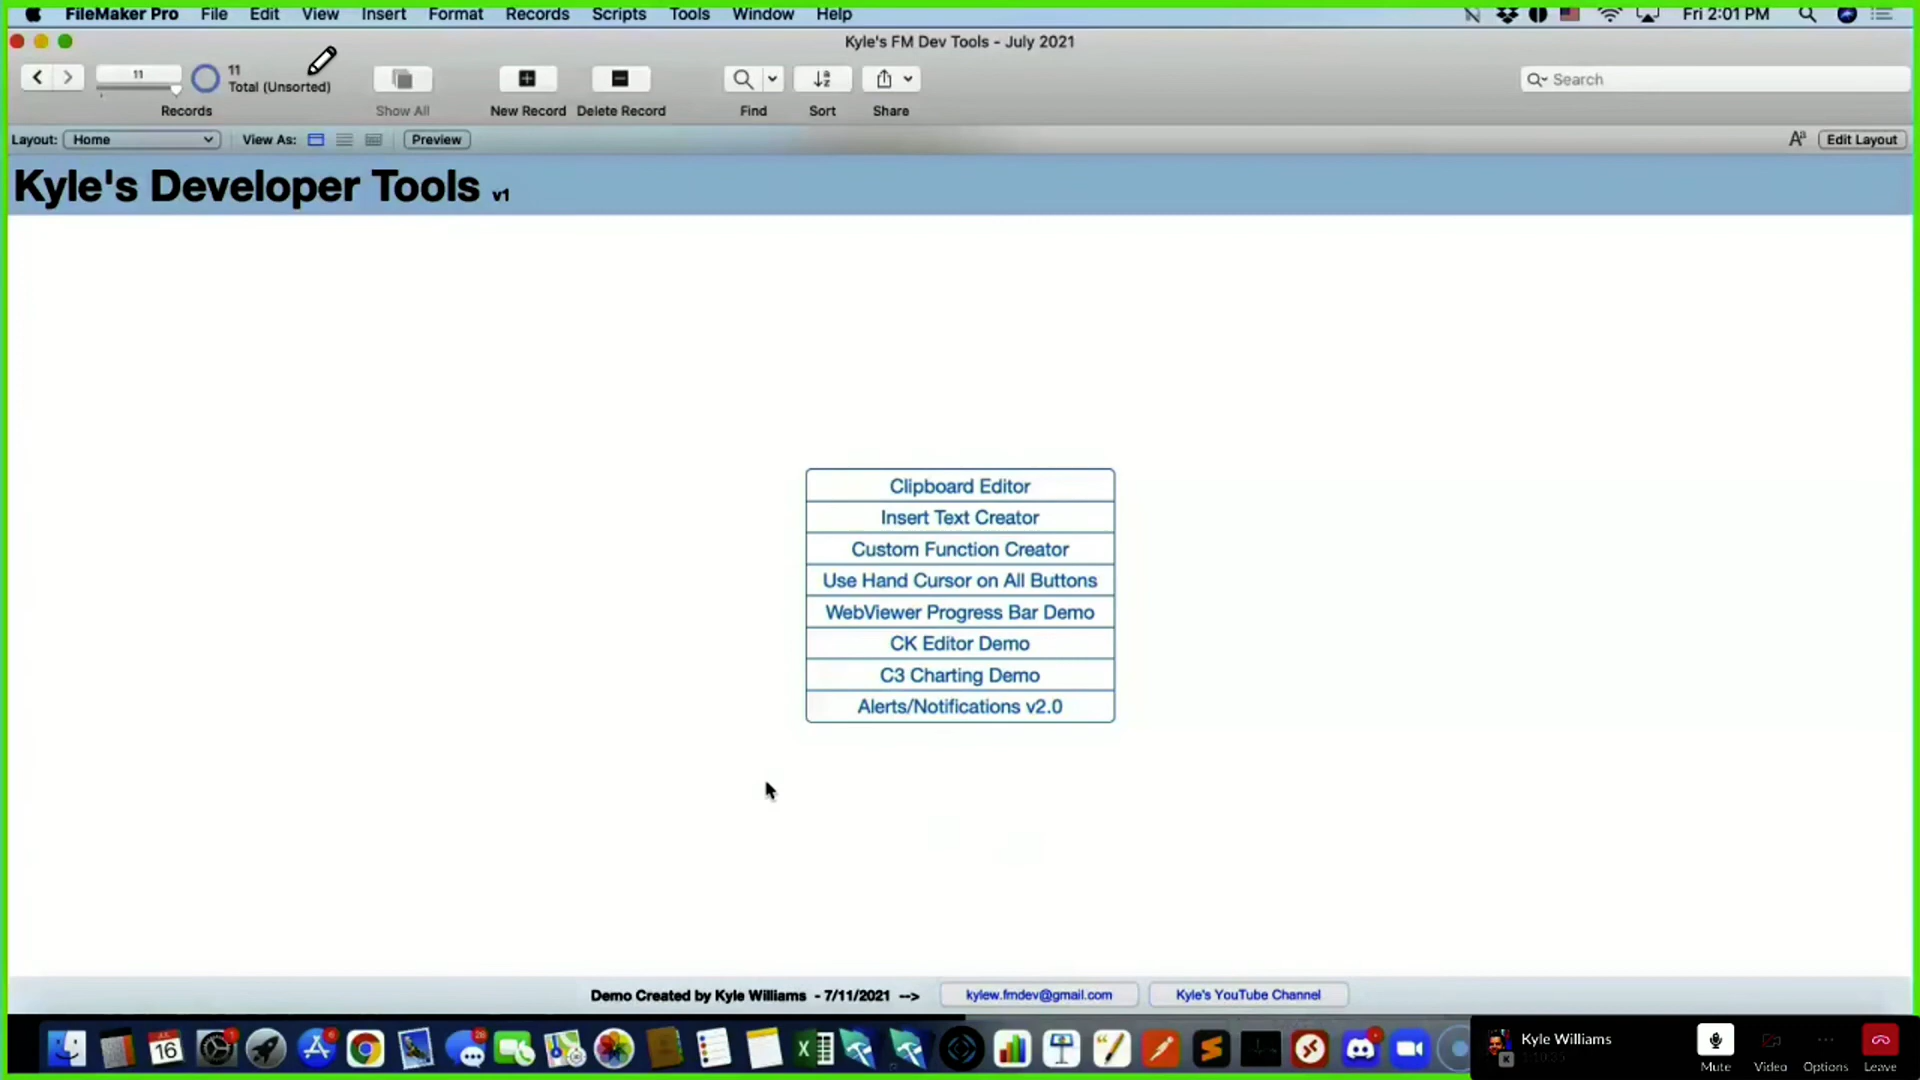 FileMaker Pro File Edit View Insert Format Records Scripts Tools Window Help Fri 2:01 PM
Kyle's FM Dev Tools - July 2021
11
11
Total (Unsorted)
Search
Records Show All New Record Delete Record Find Sort Share
Layout: Home View As: Preview Aa Edit Layout
Kyle's Developer Tools v1
Clipboard Editor
Insert Text Creator
Custom Function Creator
Use Hand Cursor on All Buttons
WebViewer Progress Bar Demo
CK Editor Demo
C3 Charting Demo
Alerts/Notifications v2.0
Demo Created by Kyle Williams - 7/11/2021 --> kylew.fmdev@gmail.com Kyle's YouTube Channel
16
Kyle Williams
K
Mute Video Options Leave